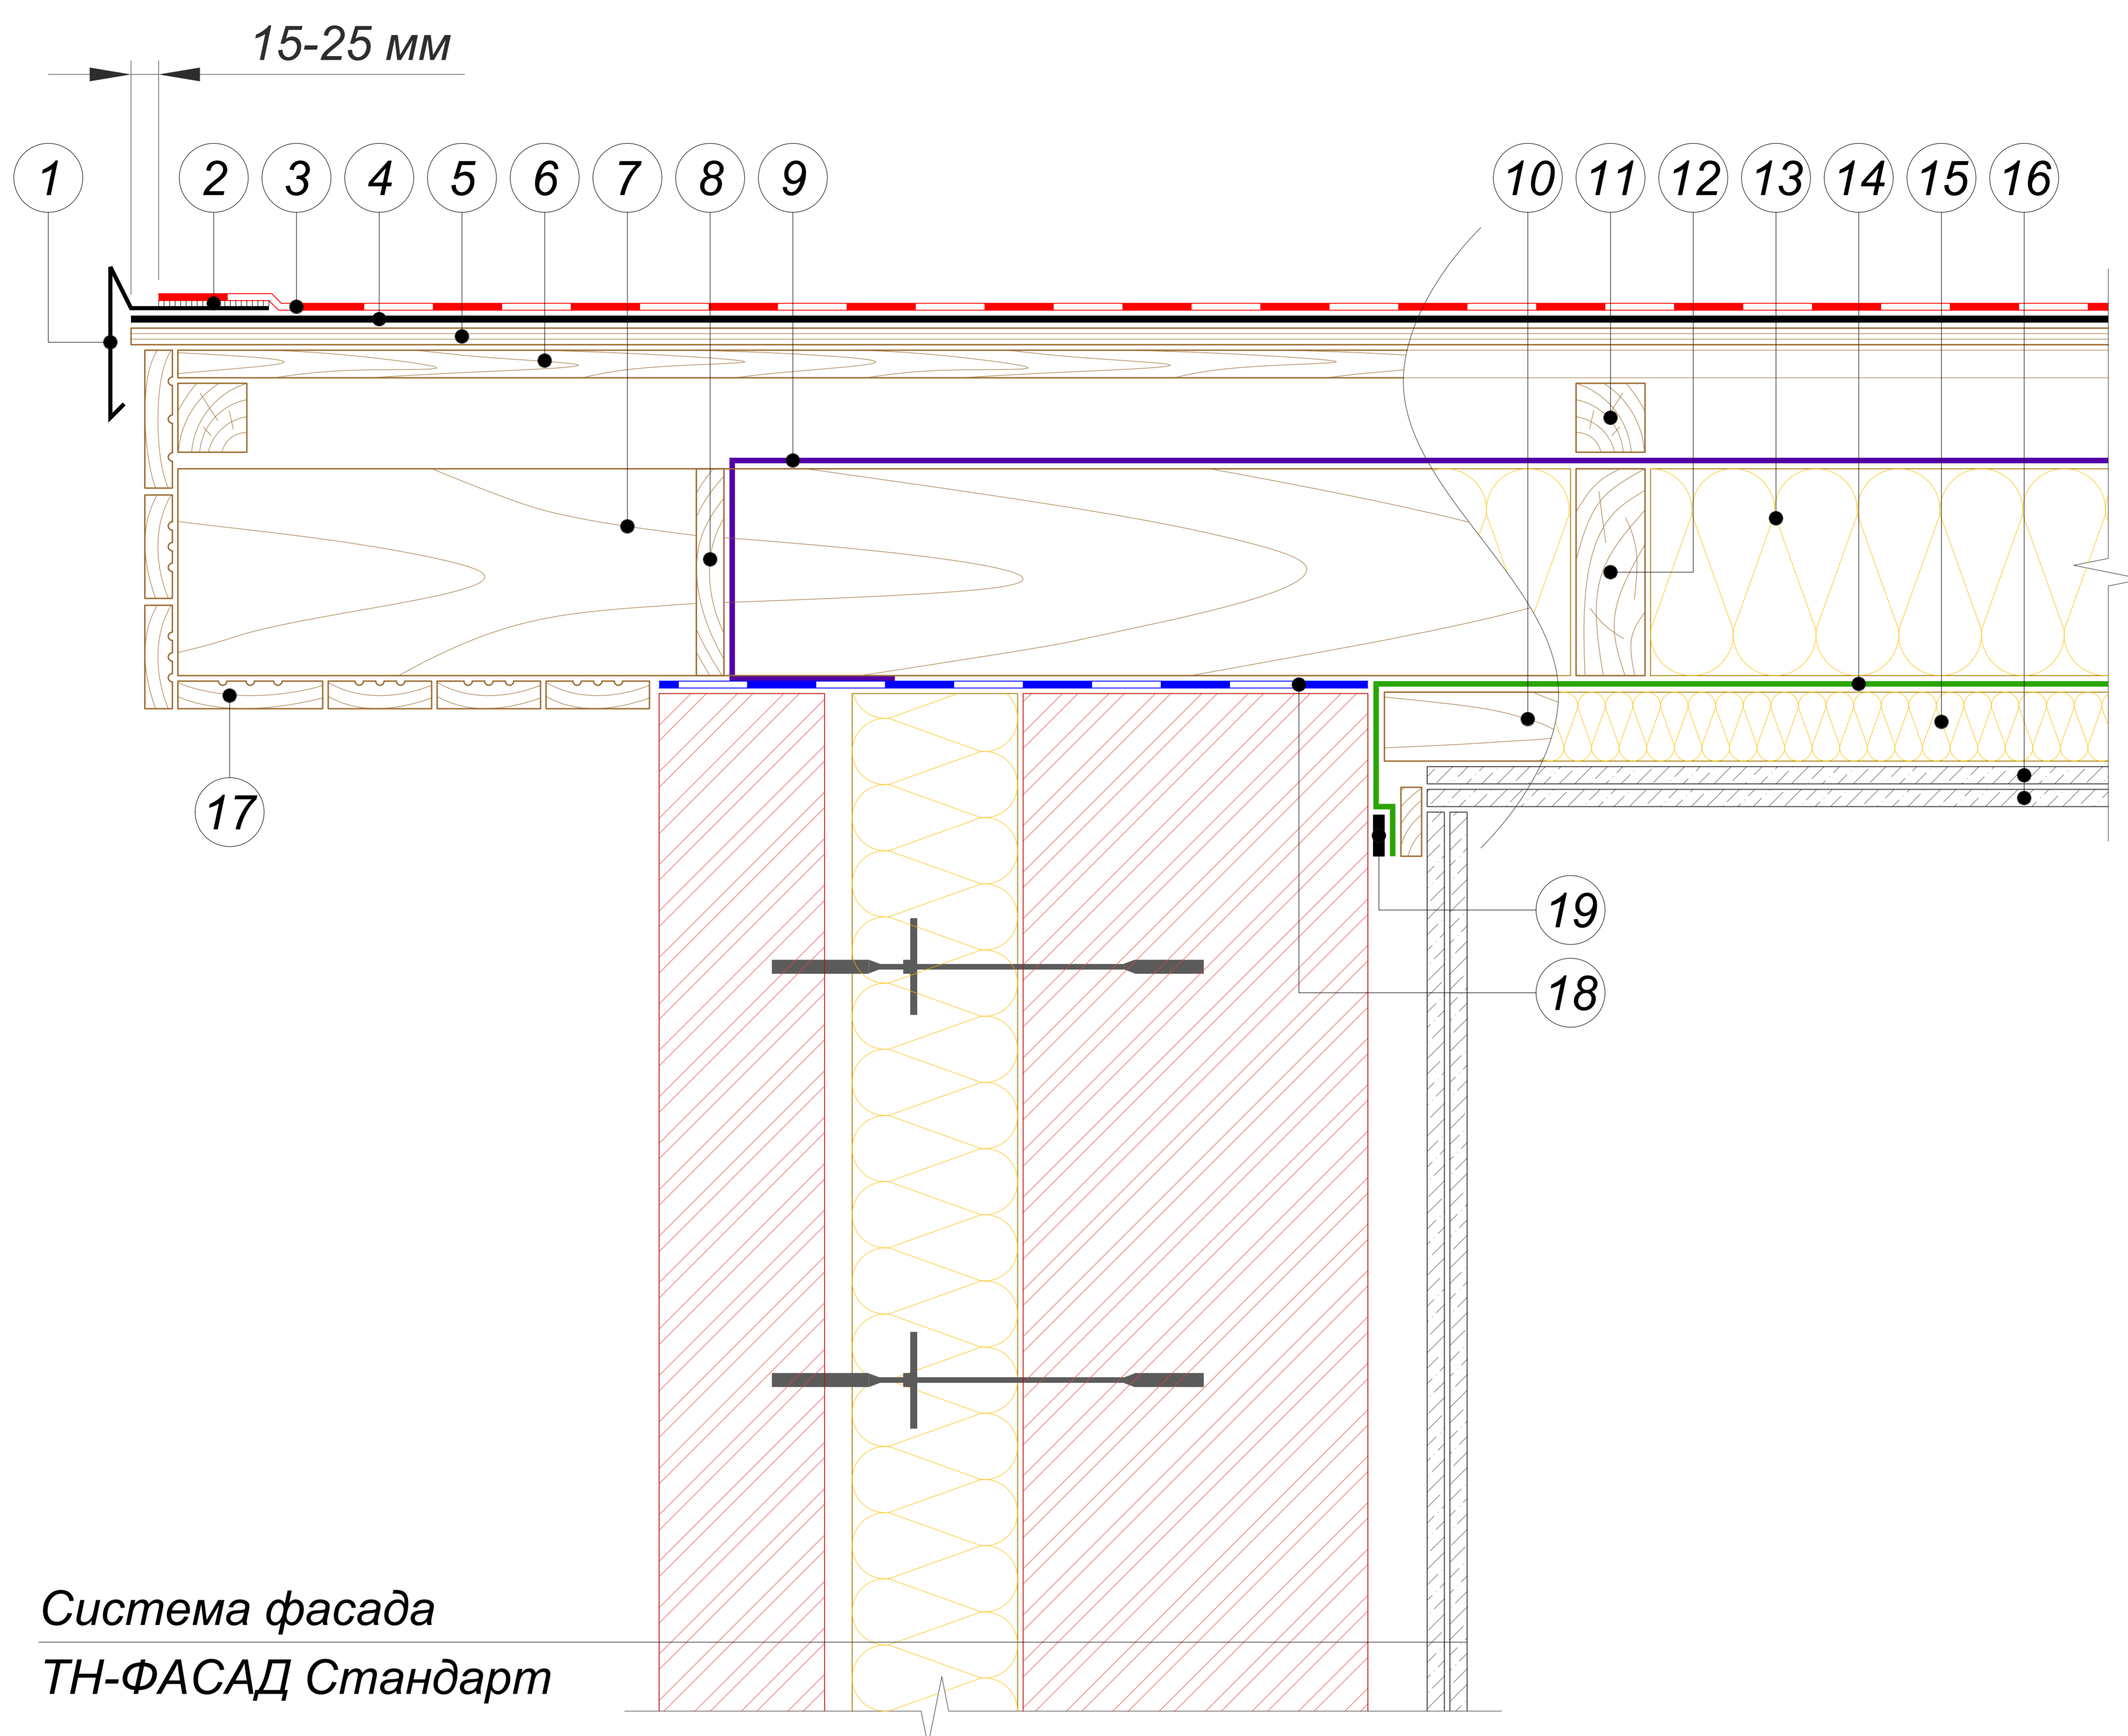 15-25 мм
1 2 3 4 5 6 7 8 9 10 11 12 13 14 15 16
17
19
18
Система фасада
ТН-ФАСАД Стандарт